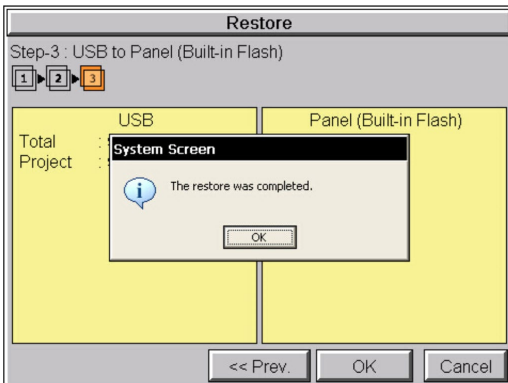 Restore
Step-3 : USB to Panel (Built-in Flash)
1 2 3
USB
Panel (Built-in Flash)
Total :
Project :
System Screen
The restore was completed.
OK
<< Prev.
OK
Cancel